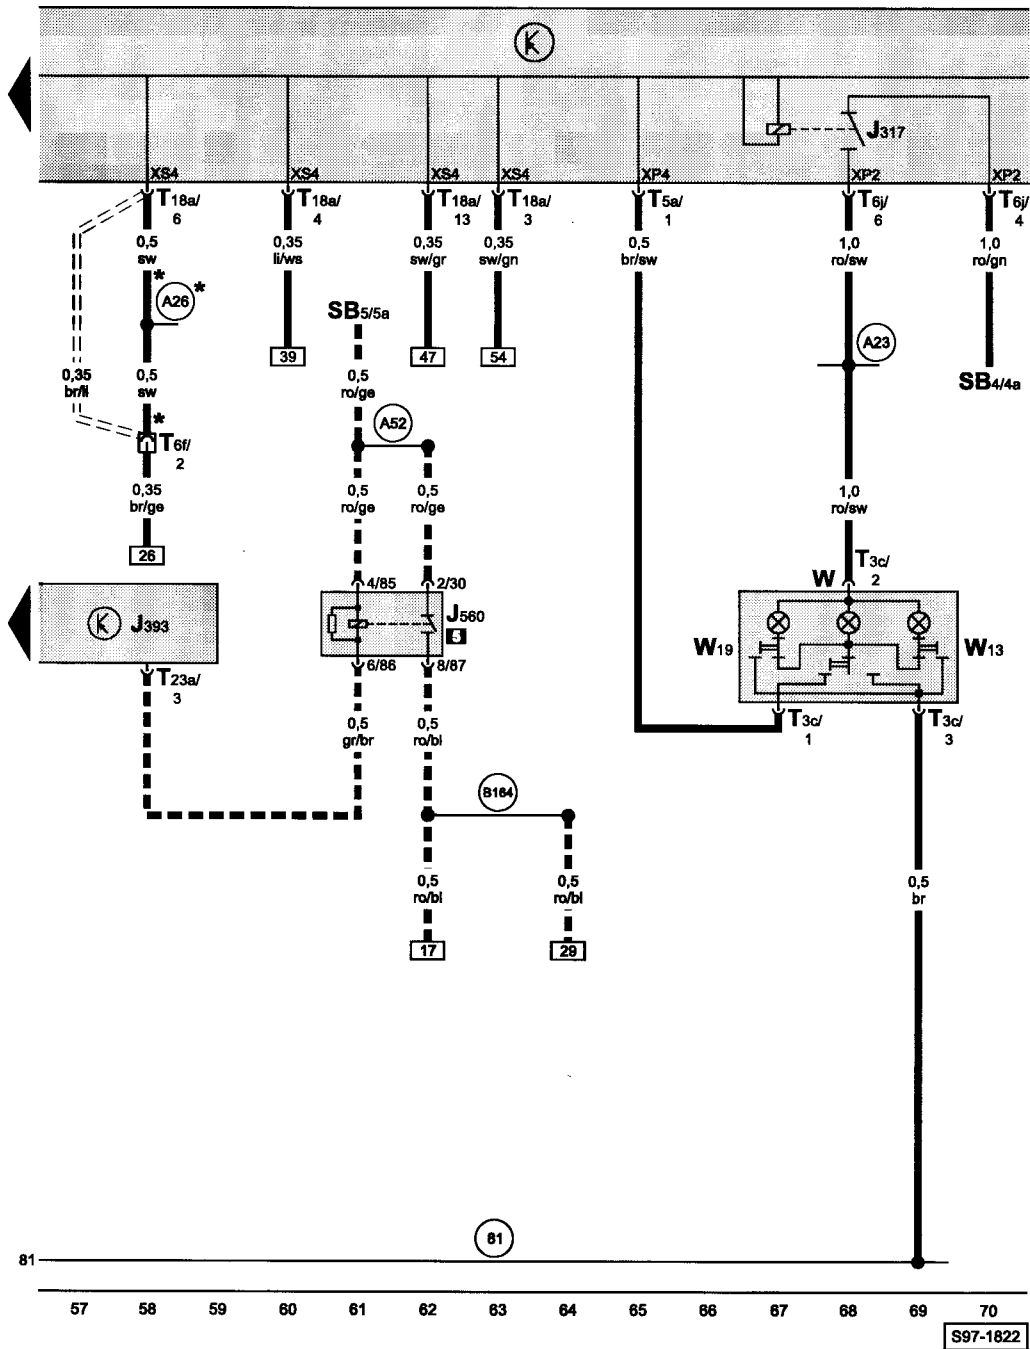 J317
XS4 XS4 XS4 XS4 XP4 XP2 XP2
T18a/ T18a/ T18a/ T18a/ T5a/ T6j/ T6j/
6 4 13 3 1 6 4
0,5 0,35 0,35 0,35 0,5 1,0 1,0
sw li/ws sw/gr sw/gn br/sw ro/sw ro/gn
*
A26 *
SB5/5a
39 47 54
A23
0,35 0,5 0,5
br/li sw ro/ge
SB4/4a
*
A52
T6f/
2
0,35 0,5 0,5 1,0
br/ge ro/ge ro/ge ro/sw
26
T3c/
2
W
4/85 2/30
J393
J560
5
W19 W13
6/86 8/87
T23a/
3
T3c/ T3c/
1 3
0,5 0,5
gr/br ro/bl
B164
0,5 0,5 0,5
ro/bl ro/bl br
17 29
81
81
57 58 59 60 61 62 63 64 65 66 67 68 69 70
S97-1822